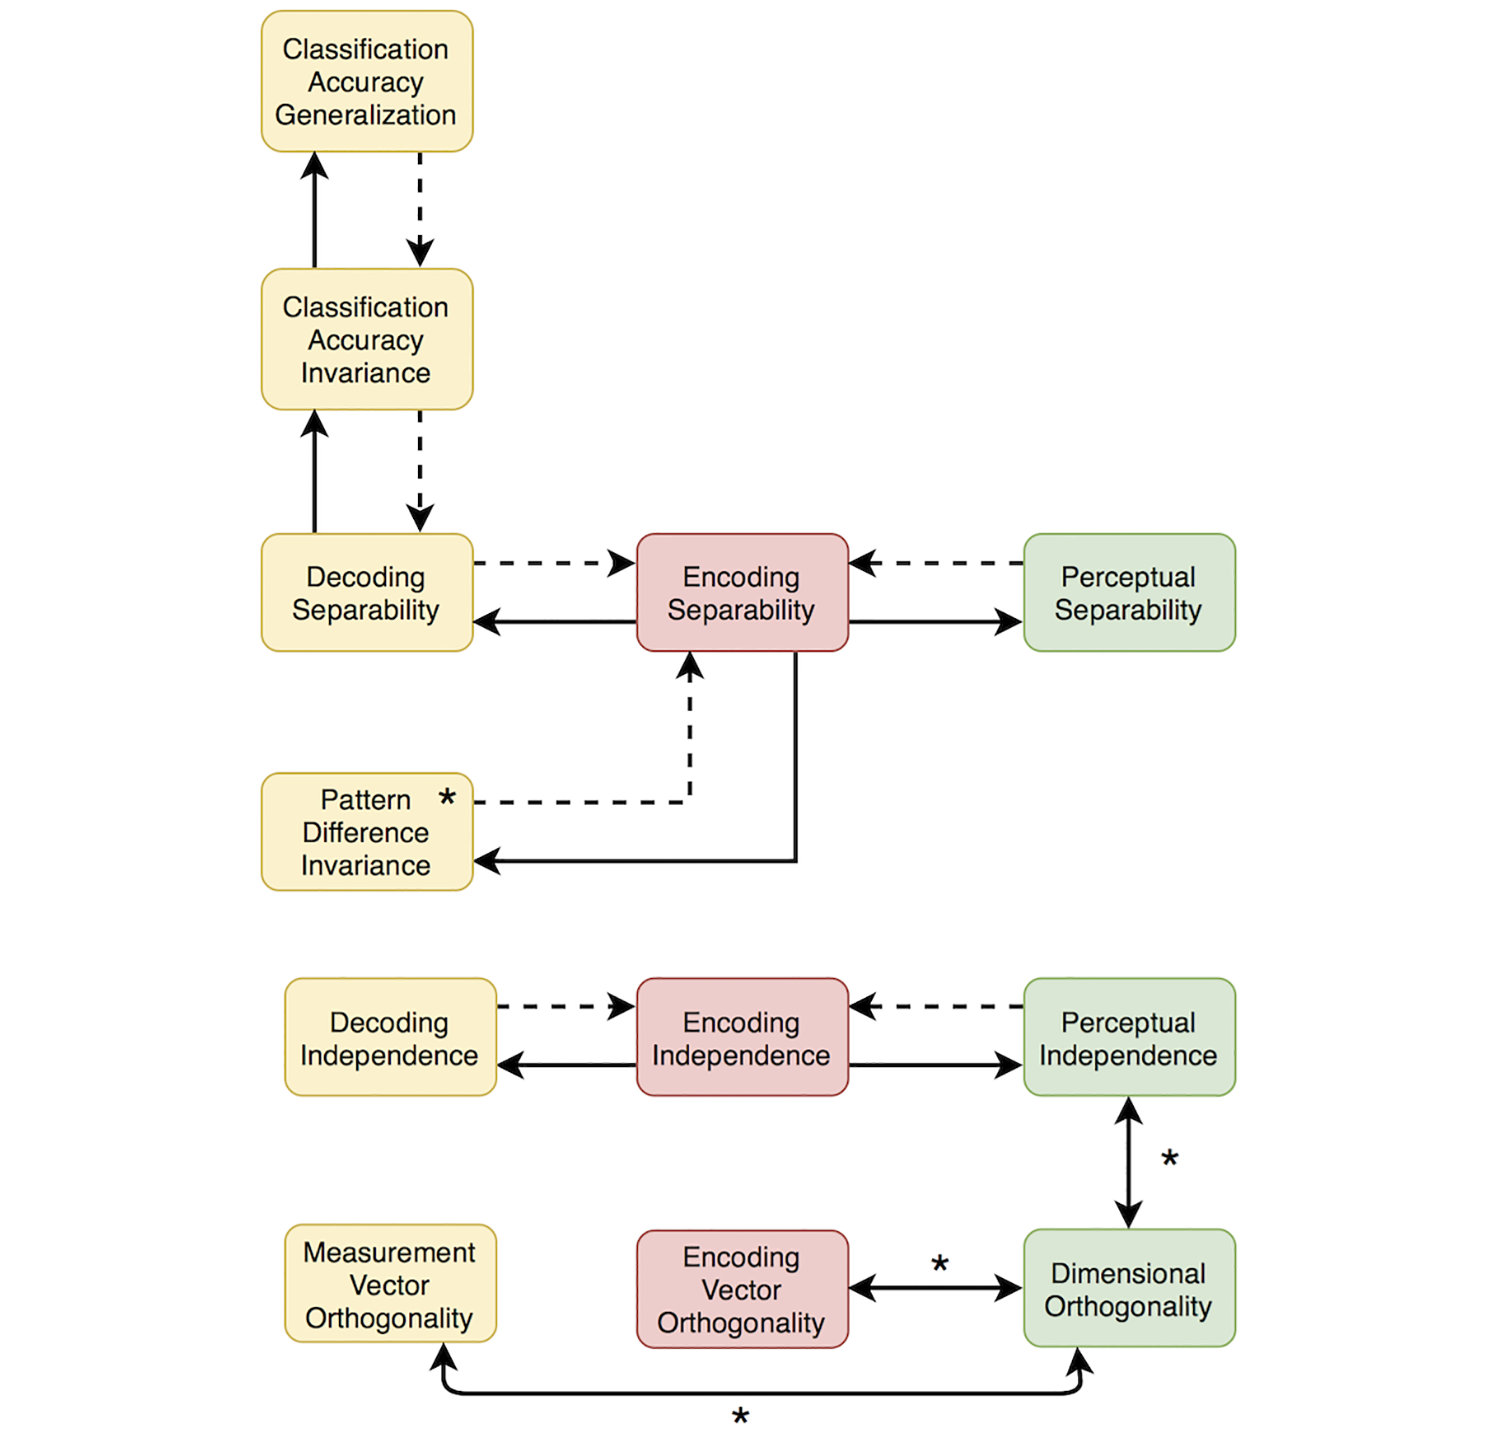 Classification
Accuracy
Generalization
Classification
Accuracy
Invariance
Decoding
Separability
Encoding
Separability
Perceptual
Separability
Pattern *
Difference
Invariance
Decoding
Independence
Encoding
Independence
Perceptual
Independence
*
Measurement
Vector
Orthogonality
Encoding
Vector
Orthogonality
*
Dimensional
Orthogonality
*